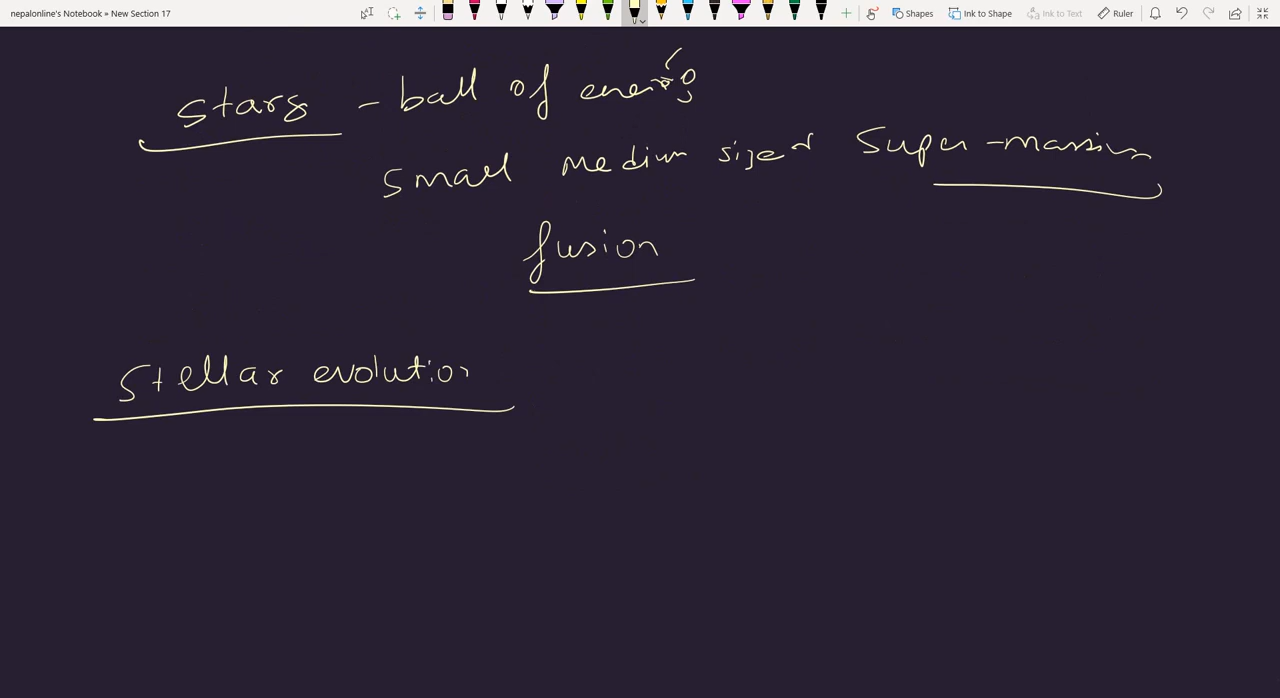 nepalonline's Notebook » New Section 17
Shapes Ink to Shape Ink to Text Ruler
stars - ball of energy
small medium size Super-massive
fusion
Stellar evolution